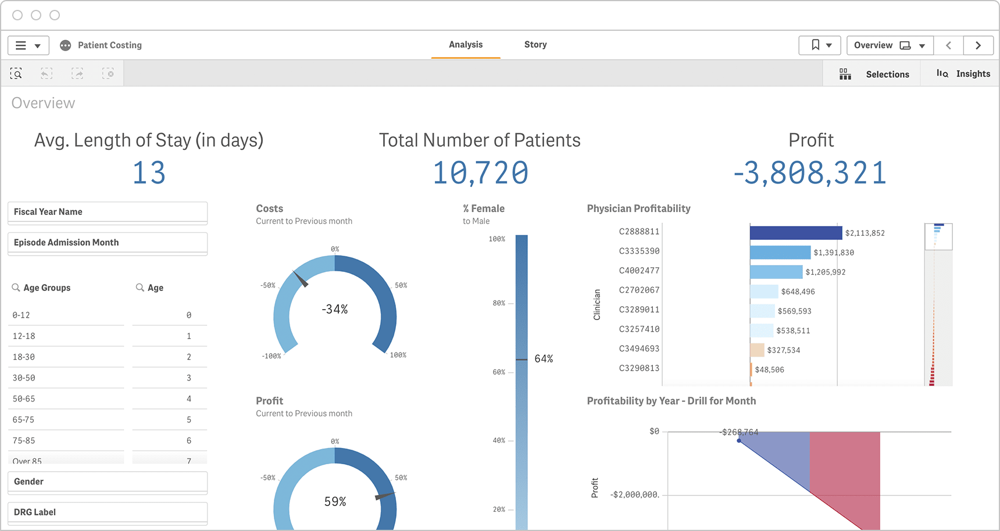 Patient Costing
Analysis
Story
Overview
Selections
Insights
Overview
Avg. Length of Stay (in days)
13
Total Number of Patients
10,720
Profit
-3,808,321
Fiscal Year Name
Episode Admission Month
Age Groups
0-12
12-18
18-30
30-50
50-65
65-75
75-85
Over 85
Age
0
1
2
3
4
5
6
7
Gender
DRG Label
Costs
Current to Previous month
0%
-50%
50%
-34%
-100%
100%
Profit
Current to Previous month
0%
-50%
50%
59%
% Female
to Male
100%
80%
64%
60%
40%
20%
Physician Profitability
Clinician
C2888811
$2,113,852
C3335390
$1,391,830
C4002477
$1,205,992
C2702067
$648,496
C3289011
$569,593
C3257410
$538,511
C3494693
$327,534
C3290813
$48,506
Profitability by Year - Drill for Month
$0
-$268,764
Profit
-$2,000,000.